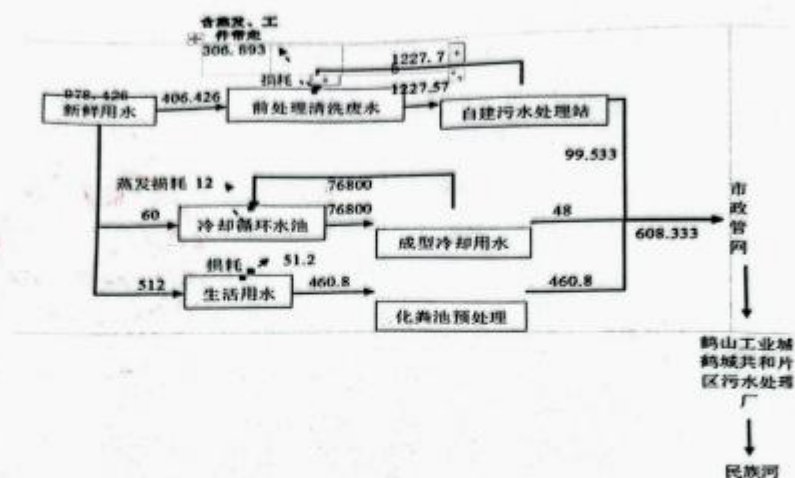 含蒸发、工
件带走
306.893
1227.7
损耗
1227.57
978.426
新鲜用水
406.426
前处理清洗废水
自建污水处理站
99.533
蒸发损耗 12
76800
60
冷却循环水池
76800
成型冷却用水
48
608.333
市政管网
损耗
51.2
512
生活用水
460.8
化粪池预处理
460.8
鹤山工业城
鹤城共和片
区污水处理
厂
民族河